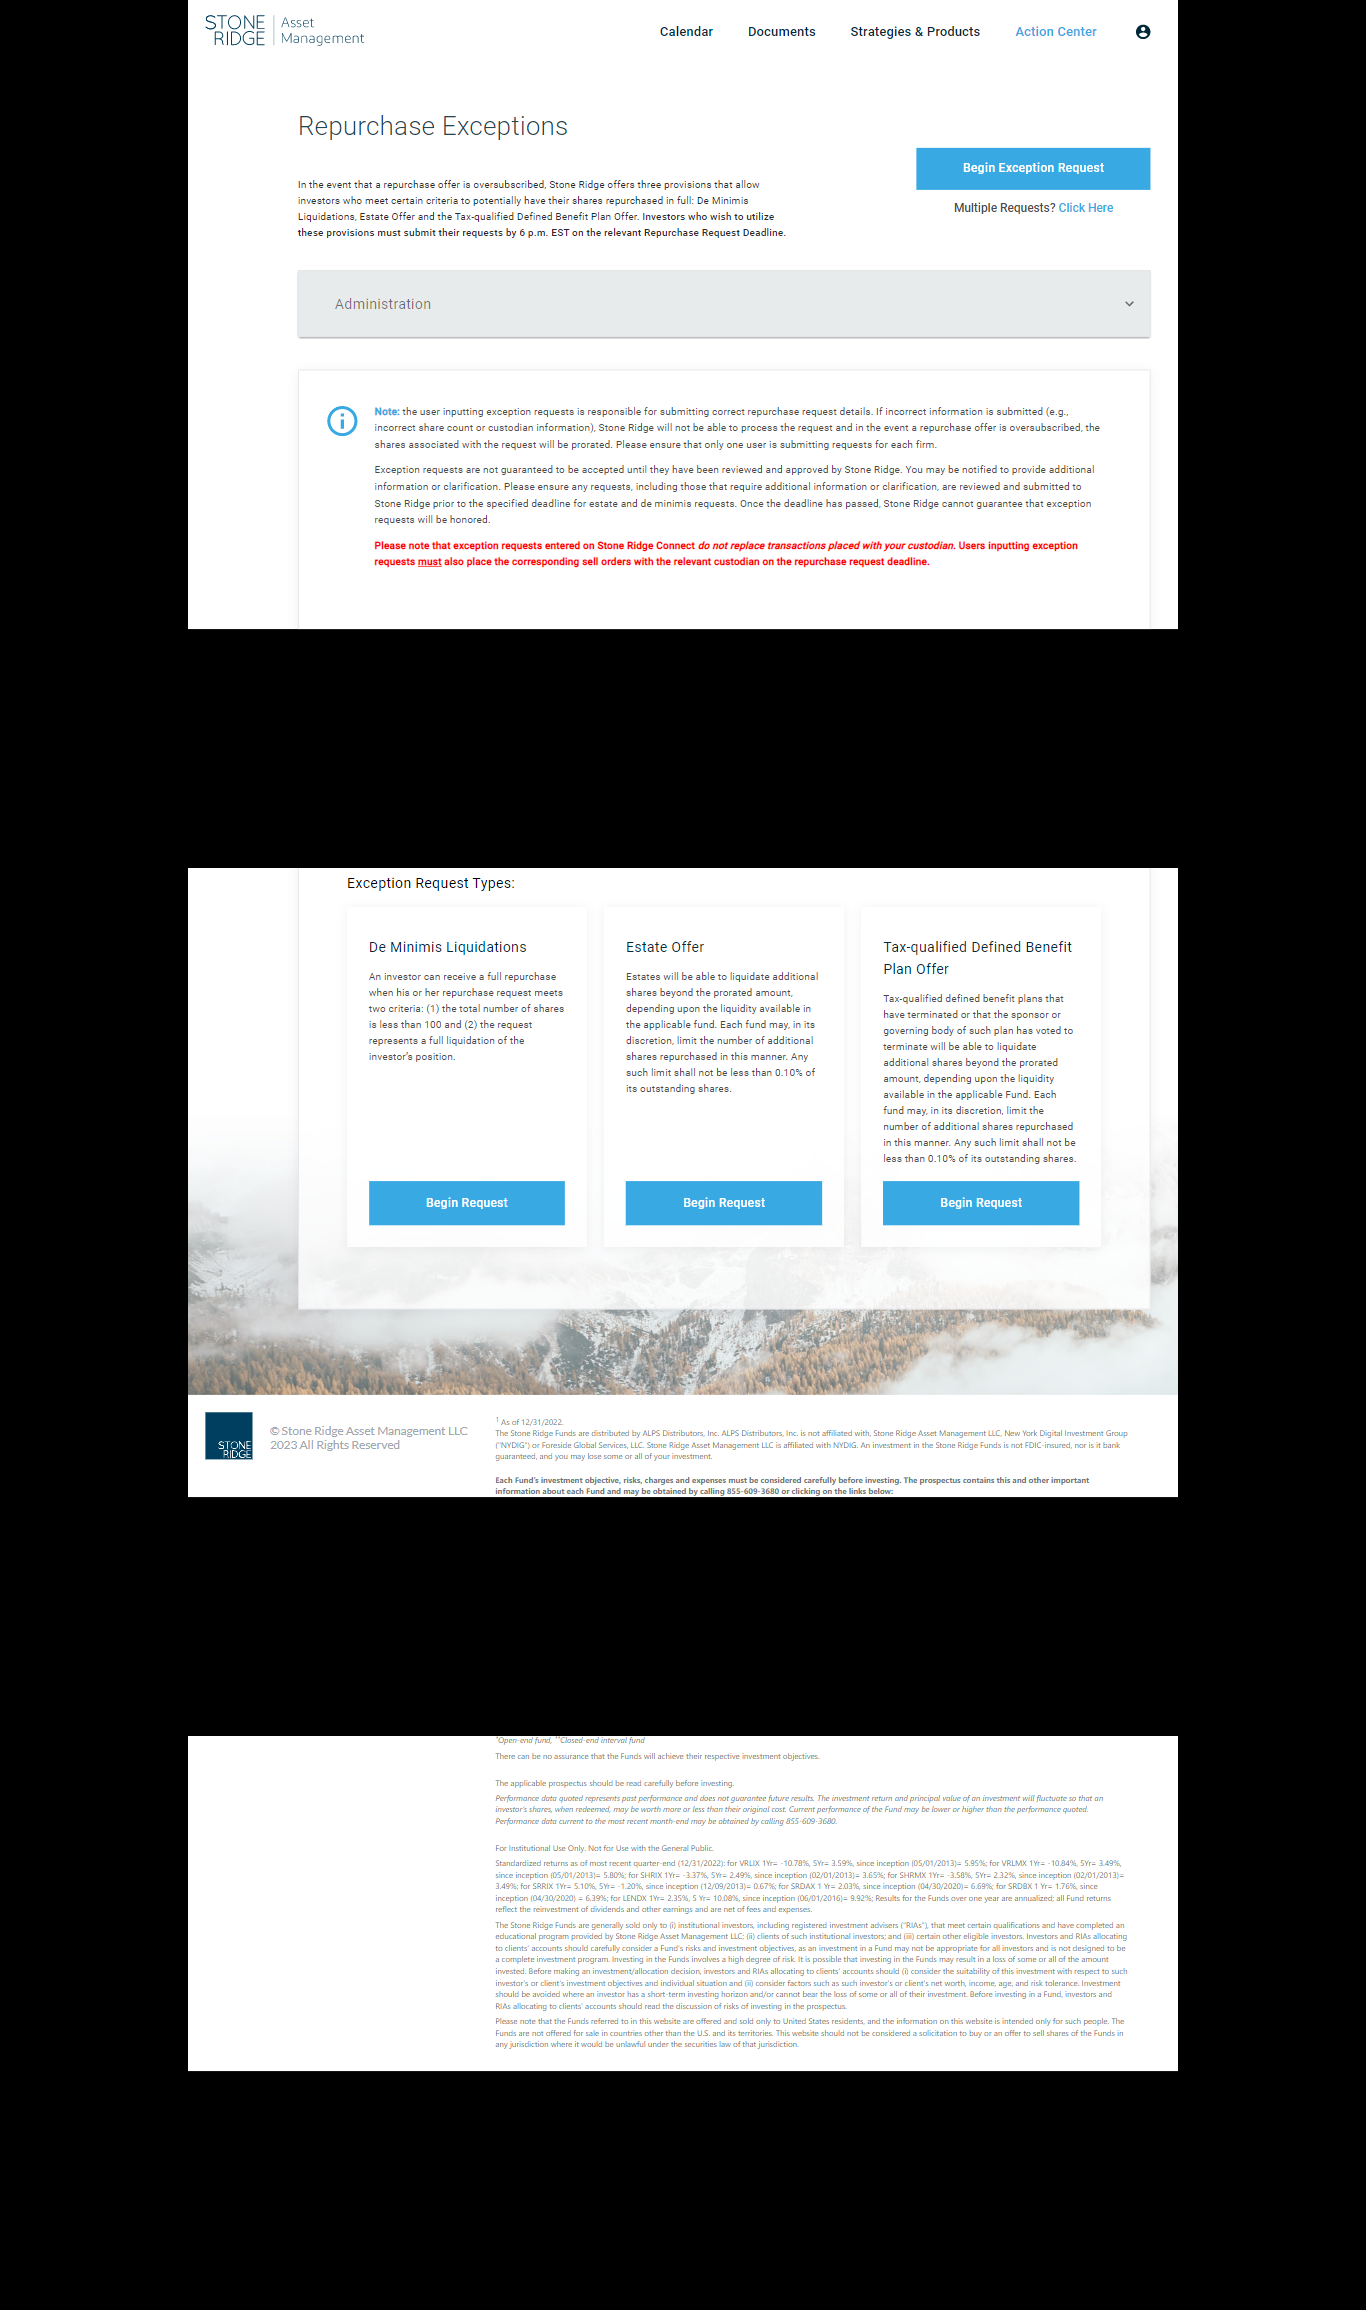 STONE RIDGE Asset Management
Calendar Documents Strategies & Products Action Center
Repurchase Exceptions
Begin Exception Request
Multiple Requests? Click Here
In the event that a repurchase offer is oversubscribed, Stone Ridge offers three provisions that allow
investors who meet certain criteria to potentially have their shares repurchased in full: De Minimis
Liquidations, Estate Offer and the Tax-qualified Defined Benefit Plan Offer. Investors who wish to utilize
these provisions must submit their requests by 6 p.m. EST on the relevant Repurchase Request Deadline.
Administration
Note: the user inputting exception requests is responsible for submitting correct repurchase request details. If incorrect information is submitted (e.g.,
incorrect share count or custodian information), Stone Ridge will not be able to process the request and in the event a repurchase offer is oversubscribed, the
shares associated with the request will be prorated. Please ensure that only one user is submitting requests for each firm.
Exception requests are not guaranteed to be accepted until they have been reviewed and approved by Stone Ridge. You may be notified to provide additional
information or clarification. Please ensure any requests, including those that require additional information or clarification, are reviewed and submitted to
Stone Ridge prior to the specified deadline for estate and de minimis requests. Once the deadline has passed, Stone Ridge cannot guarantee that exception
requests will be honored.
Please note that exception requests entered on Stone Ridge Connect do not replace transactions placed with your custodian. Users inputting exception
requests must also place the corresponding sell orders with the relevant custodian on the repurchase request deadline.
Exception Request Types:
De Minimis Liquidations
An investor can receive a full repurchase
when his or her repurchase request meets
two criteria: (1) the total number of shares
is less than 100 and (2) the request
represents a full liquidation of the
investor's position.
Begin Request
Estate Offer
Estates will be able to liquidate additional
shares beyond the prorated amount,
depending upon the liquidity available in
the applicable fund. Each fund may, in its
discretion, limit the number of additional
shares repurchased in this manner. Any
such limit shall not be less than 0.10% of
its outstanding shares.
Begin Request
Tax-qualified Defined Benefit
Plan Offer
Tax-qualified defined benefit plans that
have terminated or that the sponsor or
governing body of such plan has voted to
terminate will be able to liquidate
additional shares beyond the prorated
amount, depending upon the liquidity
available in the applicable Fund. Each
fund may, in its discretion, limit the
number of additional shares repurchased
in this manner. Any such limit shall not be
less than 0.10% of its outstanding shares.
Begin Request
STONE
RIDGE
© Stone Ridge Asset Management LLC
2023 All Rights Reserved
1 As of 12/31/2022.
The Stone Ridge Funds are distributed by ALPS Distributors, Inc. ALPS Distributors, Inc. is not affiliated with, Stone Ridge Asset Management LLC, New York Digital Investment Group
("NYDIG") or Foreside Global Services, LLC. Stone Ridge Asset Management LLC is affiliated with NYDIG. An investment in the Stone Ridge Funds is not FDIC-insured, nor is it bank
guaranteed, and you may lose some or all of your investment.
Each Fund's investment objective, risks, charges and expenses must be considered carefully before investing. The prospectus contains this and other important
information about each Fund and may be obtained by calling 855-609-3680 or clicking on the links below:
*Open-end fund, **Closed-end interval fund
There can be no assurance that the Funds will achieve their respective investment objectives.
The applicable prospectus should be read carefully before investing.
Performance data quoted represents past performance and does not guarantee future results. The investment return and principal value of an investment will fluctuate so that an
investor's shares, when redeemed, may be worth more or less than their original cost. Current performance of the Fund may be lower or higher than the performance quoted.
Performance data current to the most recent month-end may be obtained by calling 855-609-3680.
For Institutional Use Only. Not for Use with the General Public.
Standardized returns as of most recent quarter-end (12/31/2022): for VRLIX 1Yr= -10.78%, 5Yr= 3.59%, since inception (05/01/2013)= 5.95%; for VRLMX 1Yr= -10.84%, 5Yr= 3.49%,
since inception (05/01/2013)= 5.80%; for SHRIX 1Yr= -3.37%, 5Yr= 2.49%, since inception (02/01/2013)= 3.65%; for SHRMX 1Yr= -3.58%, 5Yr= 2.32%, since inception (02/01/2013)=
3.49%; for SRRIX 1Yr= 5.10%, 5Yr= -1.20%, since inception (12/09/2013)= 0.67%; for SRDAX 1 Yr= 2.03%, since inception (04/30/2020)= 6.69%; for SRDBX 1 Yr= 1.76%, since
inception (04/30/2020) = 6.39%; for LENDX 1Yr= 2.35%, 5 Yr= 10.08%, since inception (06/01/2016)= 9.92%; Results for the Funds over one year are annualized; all Fund returns
reflect the reinvestment of dividends and other earnings and are net of fees and expenses.
The Stone Ridge Funds are generally sold only to (i) institutional investors, including registered investment advisers ("RIAs"), that meet certain qualifications and have completed an
educational program provided by Stone Ridge Asset Management LLC; (ii) clients of such institutional investors; and (iii) certain other eligible investors. Investors and RIAs allocating
to clients' accounts should carefully consider a Fund's risks and investment objectives, as an investment in a Fund may not be appropriate for all investors and is not designed to be
a complete investment program. Investing in the Funds involves a high degree of risk. It is possible that investing in the Funds may result in a loss of some or all of the amount
invested. Before making an investment/allocation decision, investors and RIAs allocating to clients' accounts should (i) consider the suitability of this investment with respect to such
investor's or client's investment objectives and individual situation and (ii) consider factors such as such investor's or client's net worth, income, age, and risk tolerance. Investment
should be avoided where an investor has a short-term investing horizon and/or cannot bear the loss of some or all of their investment. Before investing in a Fund, investors and
RIAs allocating to clients' accounts should read the discussion of risks of investing in the prospectus.
Please note that the Funds referred to in this website are offered and sold only to United States residents, and the information on this website is intended only for such people. The
Funds are not offered for sale in countries other than the U.S. and its territories. This website should not be considered a solicitation to buy or an offer to sell shares of the Funds in
any jurisdiction where it would be unlawful under the securities law of that jurisdiction.